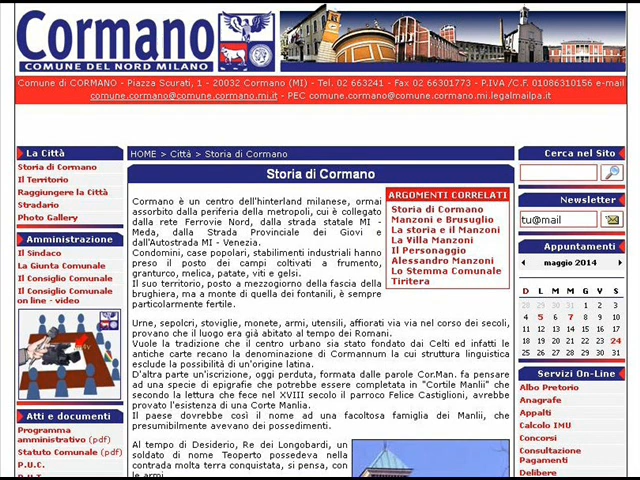 Cormano
COMUNE DEL NORD MILANO
Comune di CORMANO - Piazza Scurati, 1 - 20032 Cormano (MI) - Tel. 02 663241 - Fax 02 66301773 - P.IVA /C.F. 01086310156 e-mail
comune.cormano@comune.cormano.mi.it - PEC comune.cormano@comune.cormano.mi.legalmailpa.it
La Città
Storia di Cormano
Il Territorio
Raggiungere la Città
Stradario
Photo Gallery
Amministrazione
Il Sindaco
La Giunta Comunale
Il Consiglio Comunale
Il Consiglio Comunale
on line - video
Atti e documenti
Programma
amministrativo (pdf)
Statuto Comunale (pdf)
P.U.C.
HOME > Città > Storia di Cormano
Storia di Cormano
Cormano è un centro dell'hinterland milanese, ormai
assorbito dalla periferia della metropoli, cui è collegato
dalla rete Ferrovie Nord, dalla strada statale MI -
Meda, dalla Strada Provinciale dei Giovi e
dall'Autostrada MI - Venezia.
Condomini, case popolari, stabilimenti industriali hanno
preso il posto dei campi coltivati a frumento,
granturco, melica, patate, viti e gelsi.
Il suo territorio, posto a mezzogiorno della fascia della
brughiera, ma a monte di quella dei fontanili, è sempre
particolarmente fertile.
ARGOMENTI CORRELATI
Storia di Cormano
Manzoni e Brusuglio
La storia e il Manzoni
La Villa Manzoni
Il Personaggio
Alessandro Manzoni
Lo Stemma Comunale
Tiritera
Urne, sepolcri, stoviglie, monete, armi, utensili, affiorati via via nel corso dei secoli,
provano che il luogo era già abitato al tempo dei Romani.
Vuole la tradizione che il centro urbano sia stato fondato dai Celti ed infatti le
antiche carte recano la denominazione di Cormannum la cui struttura linguistica
esclude la possibilità di un'origine latina.
D'altra parte un'iscrizione, oggi perduta, formata dalle parole Cor.Man. fa pensare
ad una specie di epigrafie che potrebbe essere completata in "Cortile Manlii" che
secondo la lettura che fece nel XVIII secolo il parroco Felice Castiglioni, avrebbe
provato l'esistenza di una Corte Manlia.
Il paese dovrebbe così il nome ad una facoltosa famiglia dei Manlii, che
presumibilmente avevano dei possedimenti.
Al tempo di Desiderio, Re dei Longobardi, un
soldato di nome Teoperto possedeva nella
contrada molta terra conquistata, si pensa, con
le armi.
Cerca nel Sito
Newsletter
tu@mail
Appuntamenti
maggio 2014
D L M M G V S
28 29 30 31 1 2 3
4 5 6 7 8 9 10
11 12 13 14 15 16 17
18 19 20 21 22 23 24
25 26 27 28 29 30 31
Servizi On-Line
Albo Pretorio
Anagrafe
Appalti
Calcolo IMU
Concorsi
Consultazione
Pagamenti
Delibere